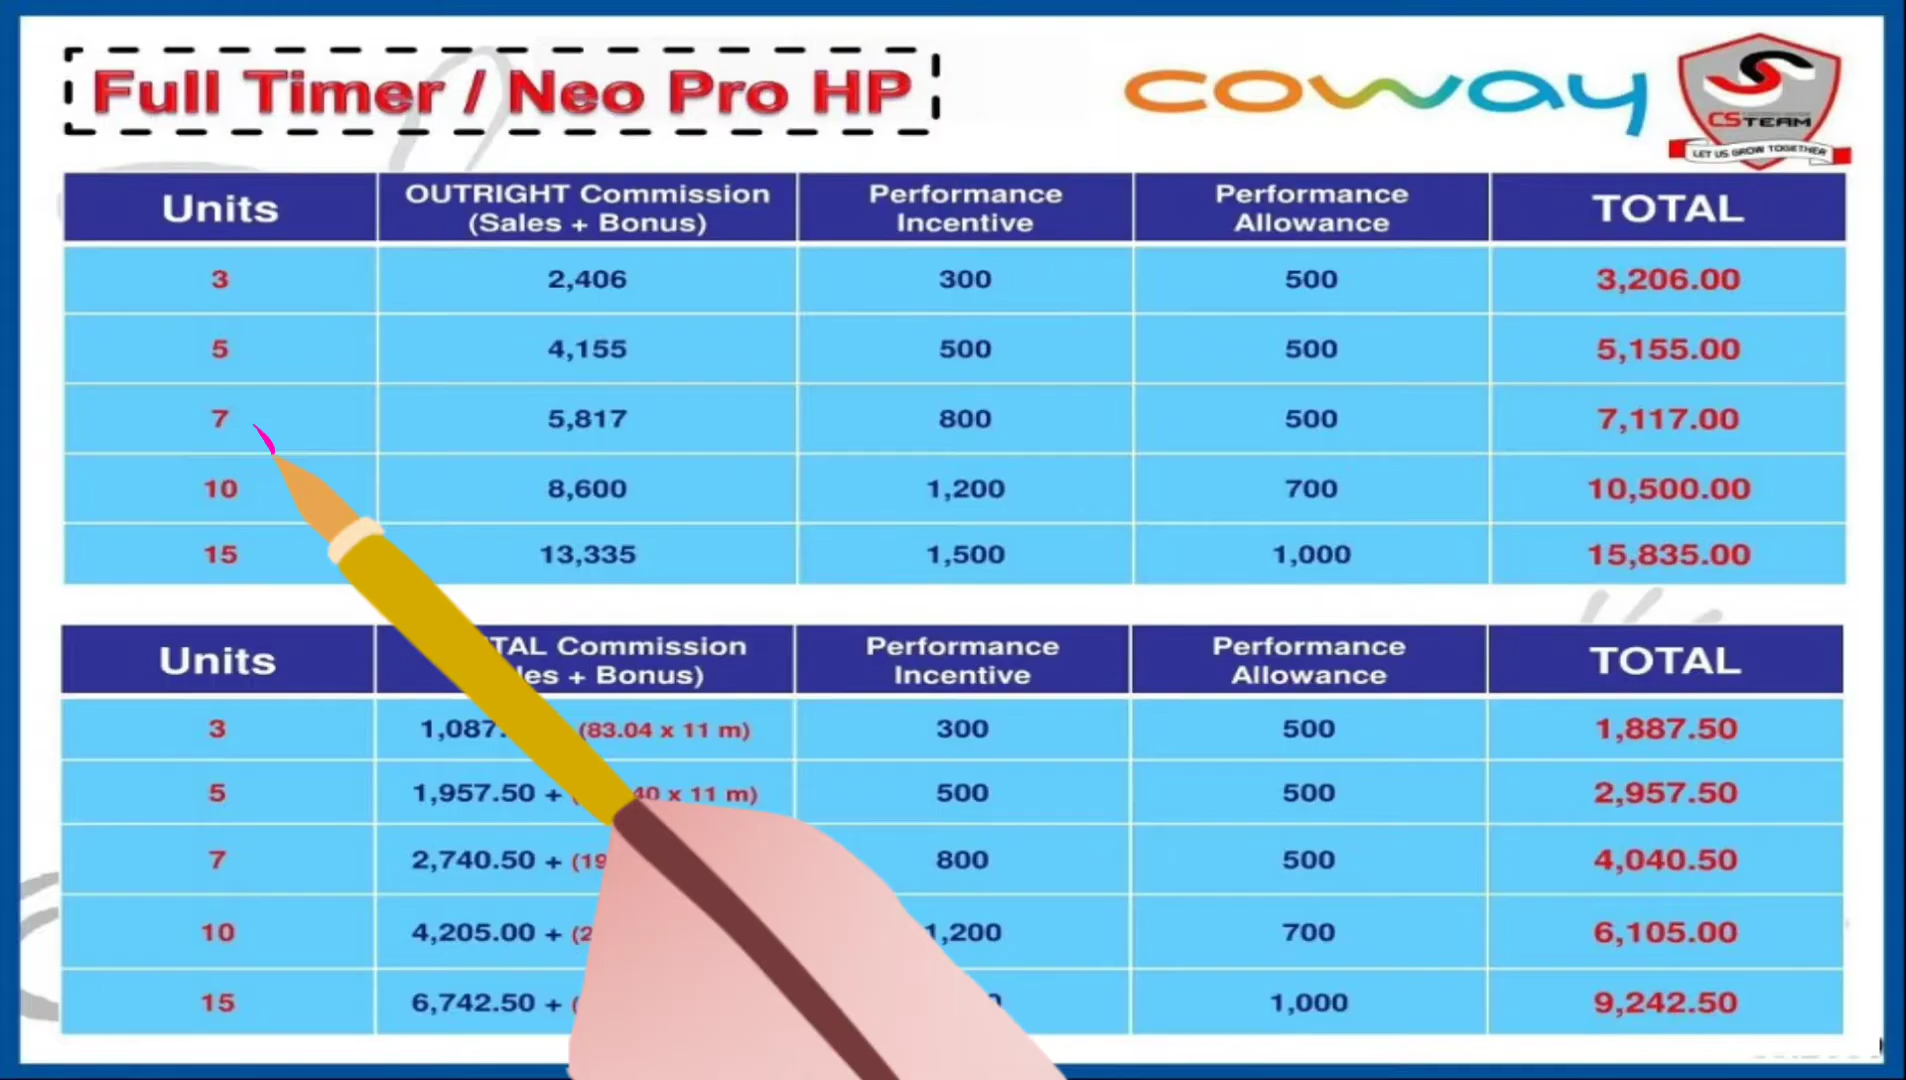 Full Timer / Neo Pro HP
coway
CSTEAM
LET US GROW TOGETHER
Units OUTRIGHT Commission (Sales + Bonus) Performance Incentive Performance Allowance TOTAL
3 2,406 300 500 3,206.00
5 4,155 500 500 5,155.00
7 5,817 800 500 7,117.00
10 8,600 1,200 700 10,500.00
15 13,335 1,500 1,000 15,835.00
Units Commission + Bonus) Performance Incentive Performance Allowance TOTAL
3 (83.04 x 11 m) 300 500 1,887.50
5 1,957.50 + x 11 m) 500 500 2,957.50
7 2,740.50 + 800 500 4,040.50
10 4,205.00 + 1,200 700 6,105.00
15 6,742.50 + 1,000 9,242.50